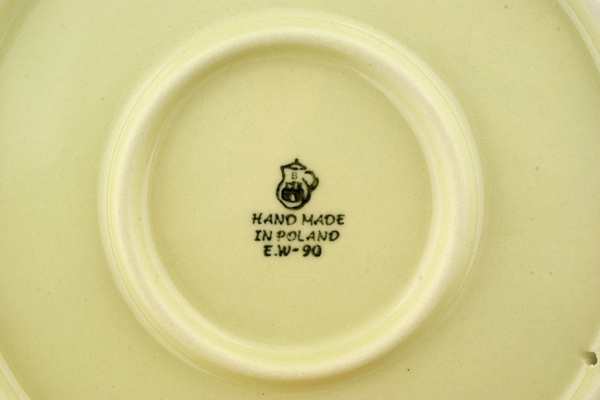 B
HAND MADE
IN POLAND
E.W-90